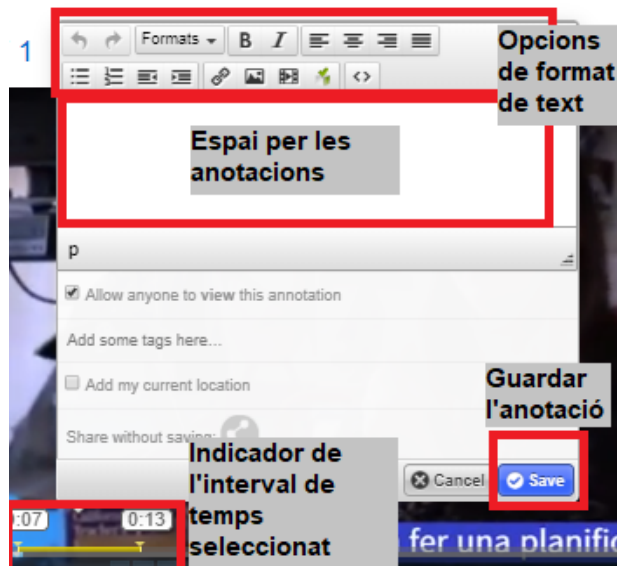 1
Formats
B I
Opcions
de format
de text
Espai per les
anotacions
p
Allow anyone to view this annotation
Add some tags here...
Add my current location
Guardar
l'anotació
Share without saving:
Indicador de
l'interval de
temps
seleccionat
Cancel Save
0:07 0:13
fer una planific